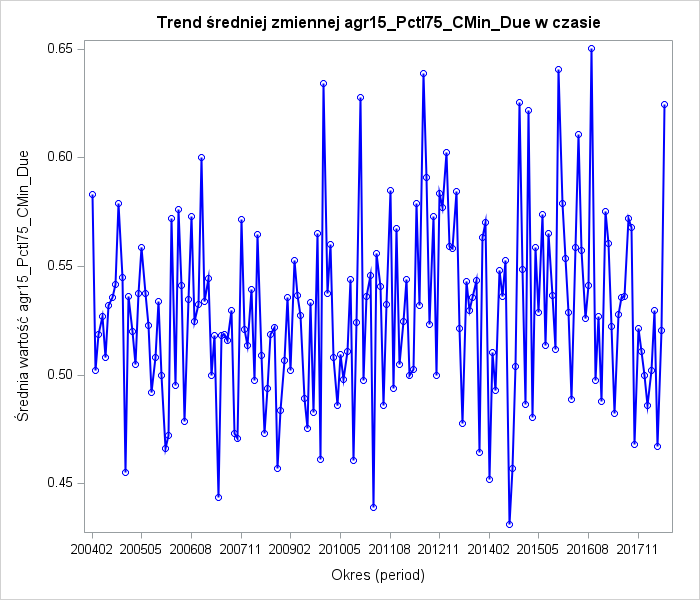 Trend średniej zmiennej agr15_Pctl75_CMin_Due w czasie
0.65
0.60
0.55
0.50
0.45
Średnia wartość agr15_Pctl75_CMin_Due
200402 200505 200608 200711 200902 201005 201108 201211 201402 201505 201608 201711
Okres (period)